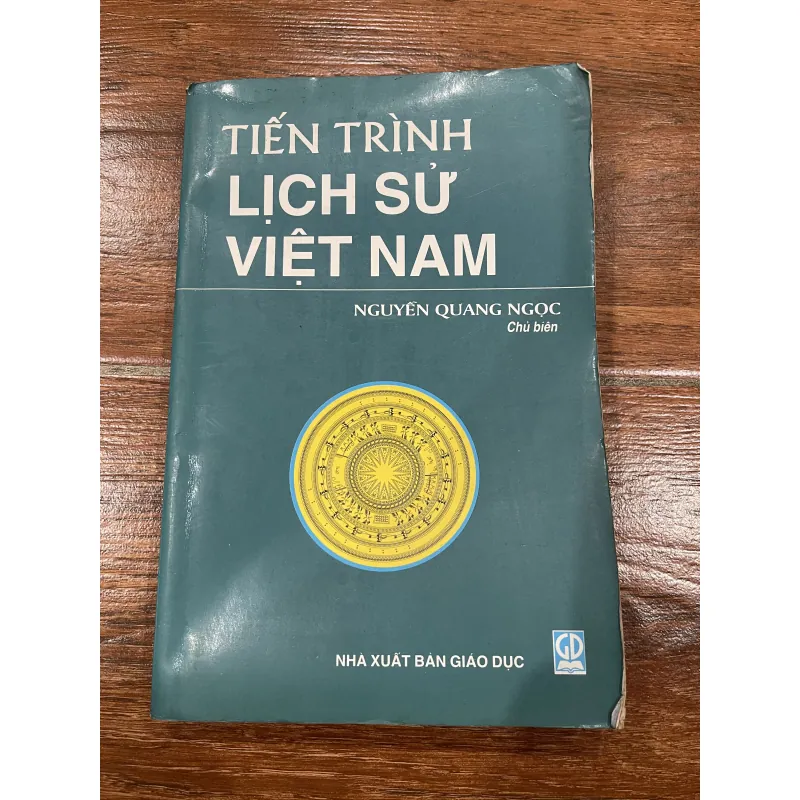 TIẾN TRÌNH
LỊCH SỬ
VIỆT NAM
NGUYỄN QUANG NGỌC
Chủ biên
NHÀ XUẤT BẢN GIÁO DỤC
GD